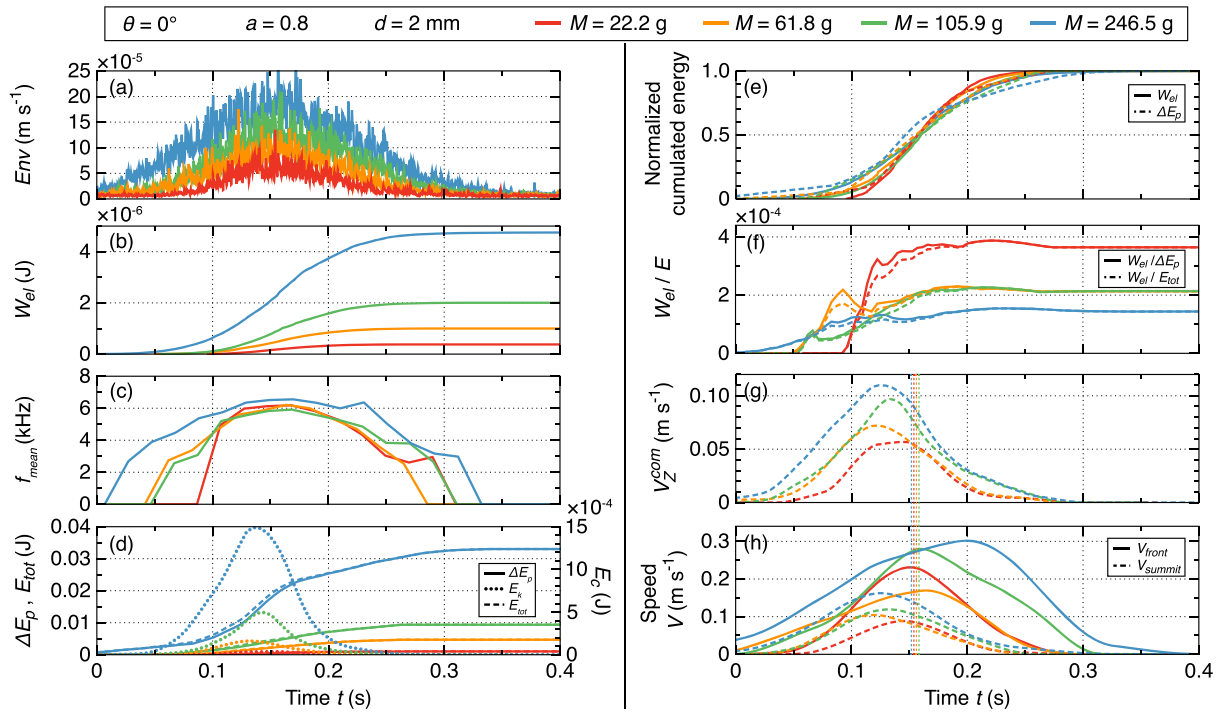 θ = 0° a = 0.8 d = 2 mm M = 22.2 g M = 61.8 g M = 105.9 g M = 246.5 g
×10⁻⁵
(a)
25
20
15
10
5
0
Env (m s⁻¹)
×10⁻⁶
(b)
4
2
0
W_el (J)
(c)
8
6
4
2
0
f_mean (kHz)
×10⁻⁴
(d)
0.04
0.03
0.02
0.01
0.00
ΔE_p , E_tot (J)
15
10
5
0
E_c (J)
ΔE_p
E_k
E_tot
0 0.1 0.2 0.3 0.4
Time t (s)
(e)
1.0
0.5
0
Normalized
cumulated energy
W_el
ΔE_p
×10⁻⁴
(f)
4
2
0
W_el / E
W_el / ΔE_p
W_el / E_tot
(g)
0.10
0.05
0
V_Z^com (m s⁻¹)
(h)
0.3
0.2
0.1
0
Speed
V (m s⁻¹)
V_front
V_summit
0 0.1 0.2 0.3 0.4
Time t (s)